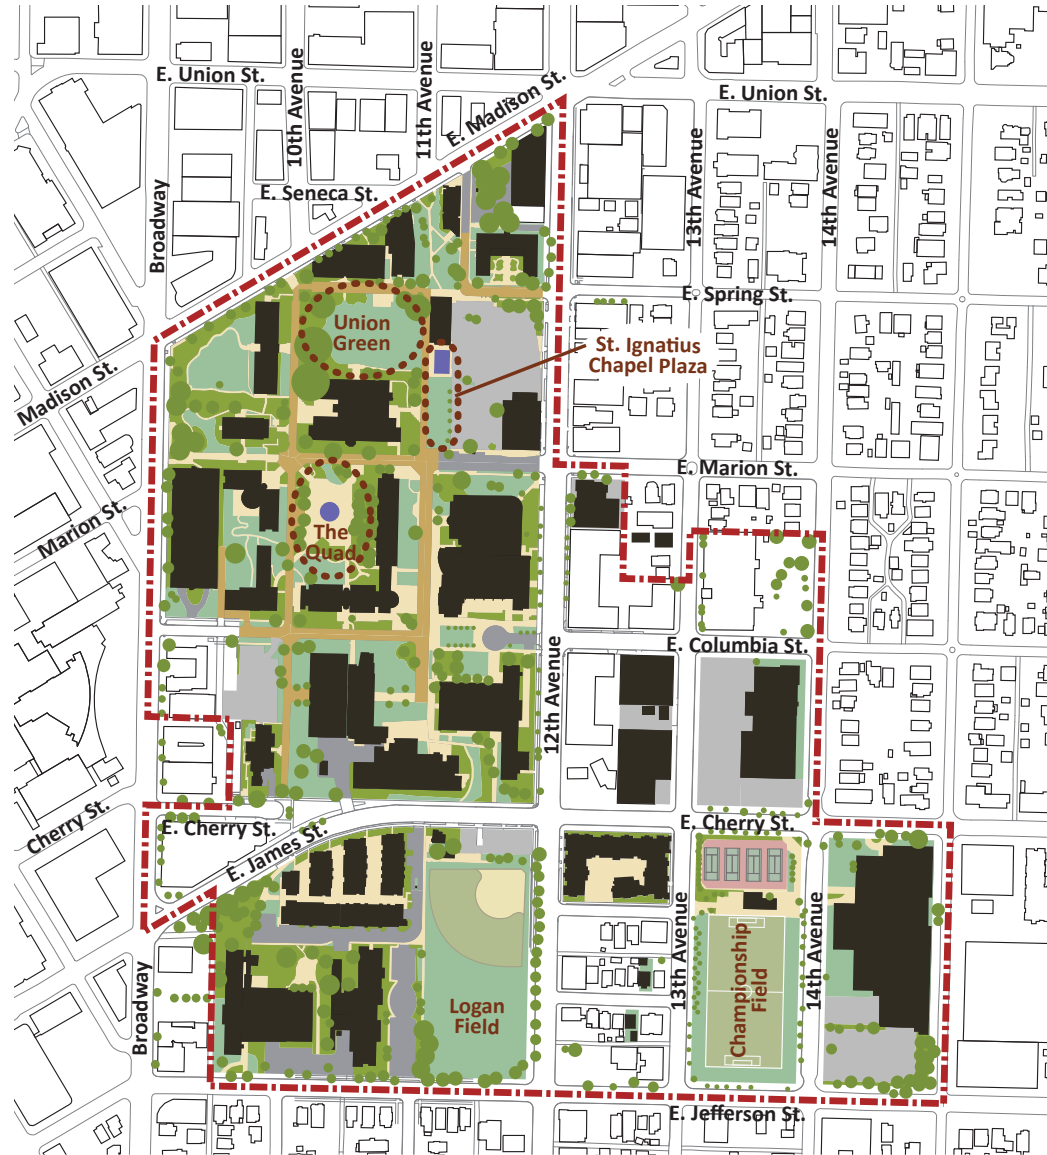 E. Union St.
10th Avenue
11th Avenue
E. Madison St.
E. Union St.
E. Seneca St.
Broadway
13th Avenue
14th Avenue
E. Spring St.
Union
Green
St. Ignatius
Chapel Plaza
Madison St.
E. Marion St.
Marion St.
The
Quad
E. Columbia St.
12th Avenue
Cherry St.
E. Cherry St.
E. James St.
E. Cherry St.
13th Avenue
14th Avenue
Championship
Field
Logan
Field
Broadway
E. Jefferson St.